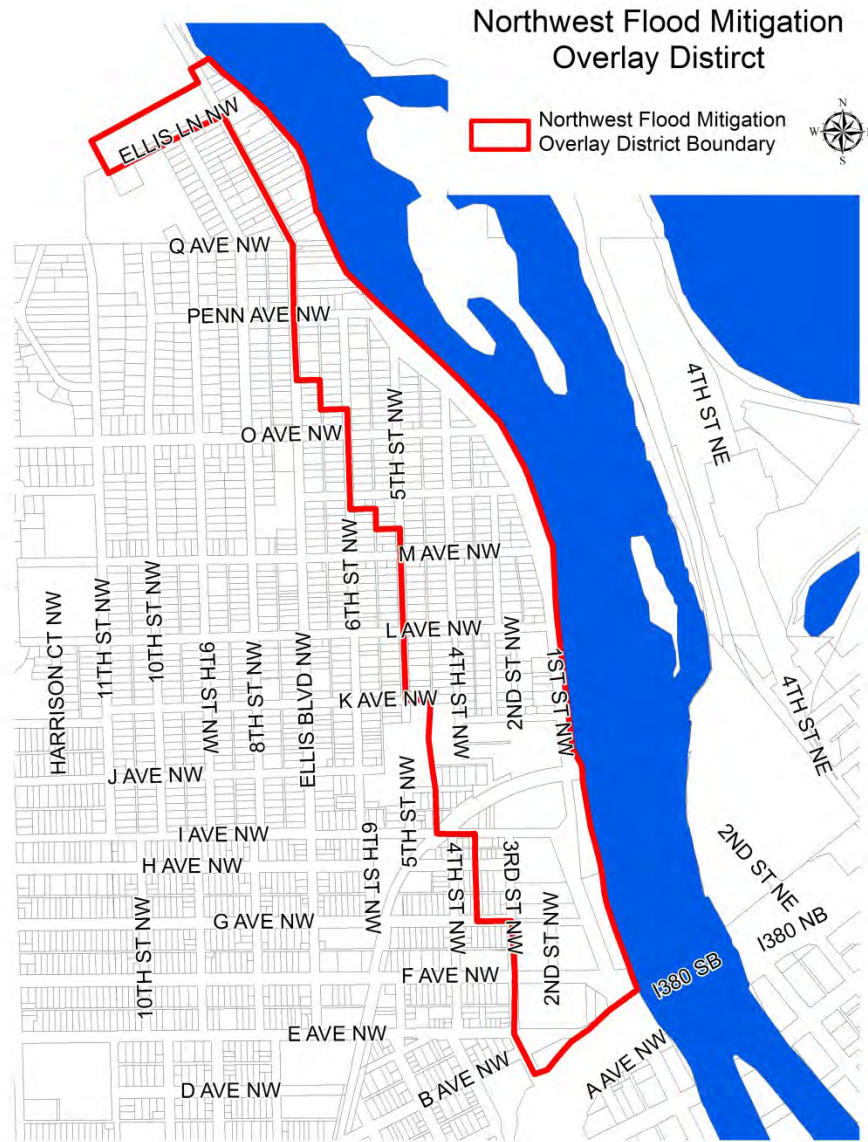 Northwest Flood Mitigation
Overlay Distirct
Northwest Flood Mitigation
Overlay District Boundary
N
W
E
S
ELLIS LN NW
Q AVE NW
PENN AVE NW
4TH ST NE
O AVE NW
5TH ST NW
6TH ST NW
M AVE NW
HARRISON CT NW
11TH ST NW
10TH ST NW
9TH ST NW
8TH ST NW
ELLIS BLVD NW
L AVE NW
4TH ST NW
2ND ST NW
1ST ST NW
K AVE NW
4TH ST NE
J AVE NW
5TH ST NW
I AVE NW
6TH ST NW
4TH ST NW
3RD ST NW
H AVE NW
2ND ST NE
G AVE NW
10TH ST NW
2ND ST NW
I380 NB
F AVE NW
I380 SB
E AVE NW
A AVE NW
B AVE NW
D AVE NW